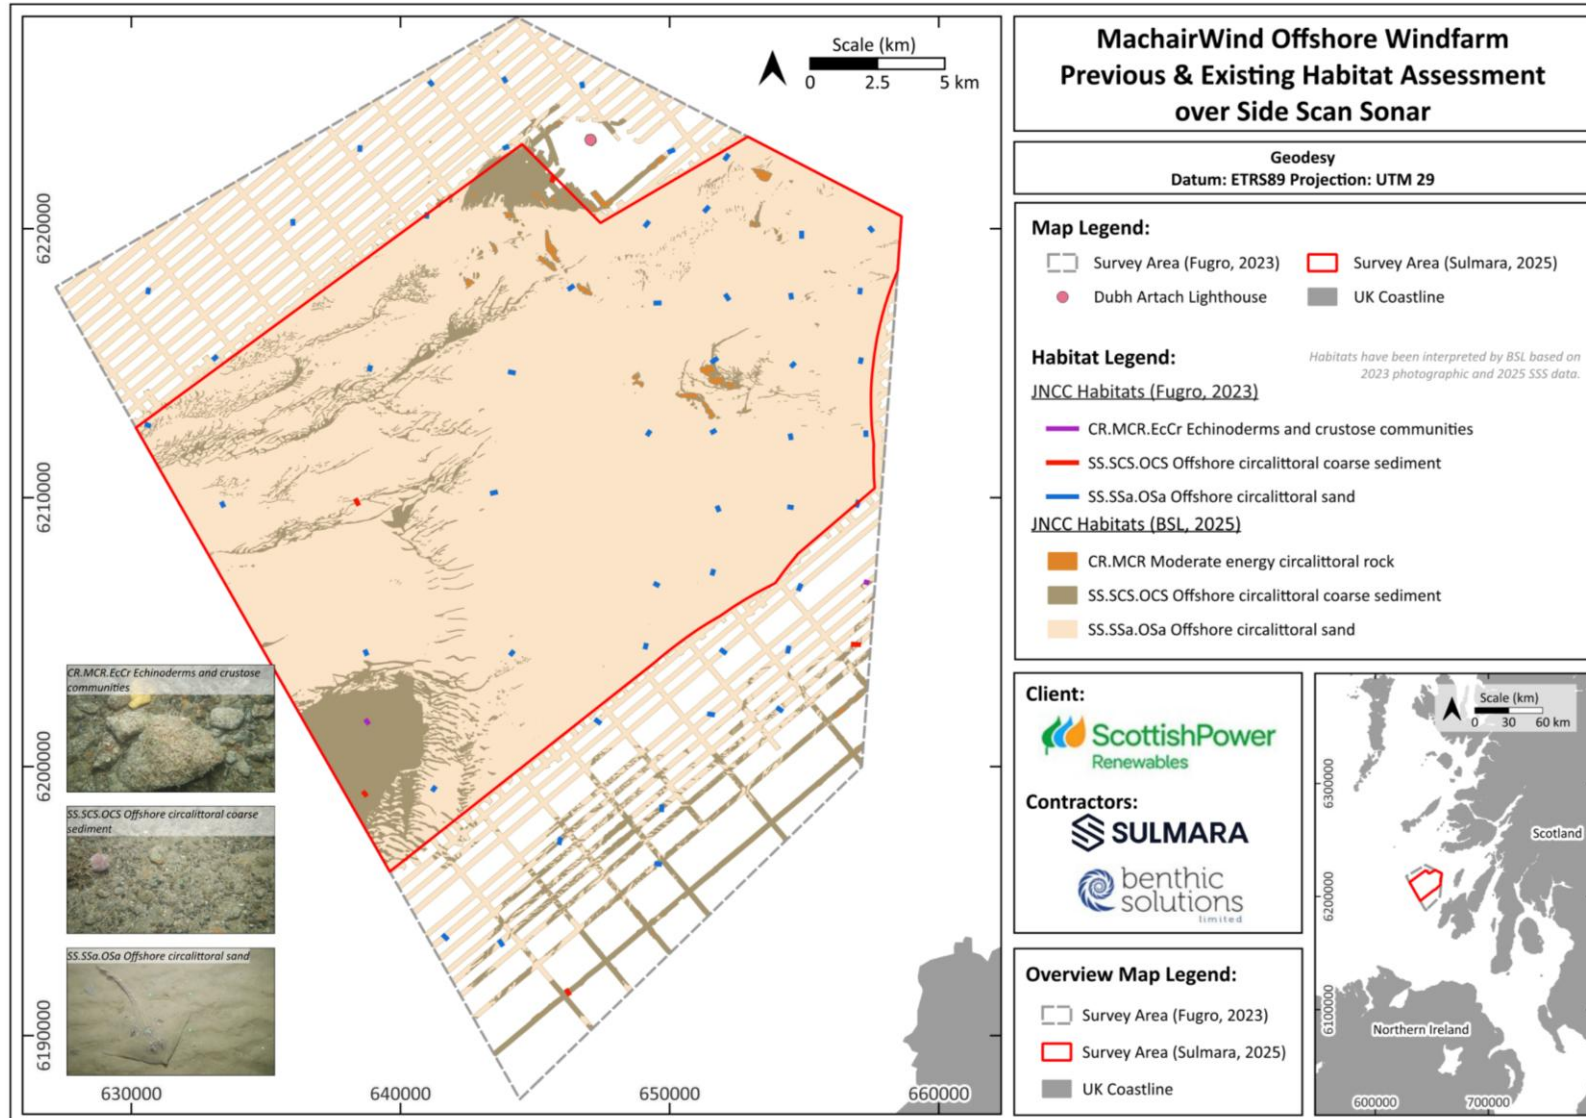 MachairWind Offshore Windfarm
Previous & Existing Habitat Assessment
over Side Scan Sonar
Geodesy
Datum: ETRS89 Projection: UTM 29
Map Legend:
Survey Area (Fugro, 2023)
Survey Area (Sulmara, 2025)
Dubh Artach Lighthouse
UK Coastline
Habitat Legend:
Habitats have been interpreted by BSL based on
2023 photographic and 2025 SSS data.
JNCC Habitats (Fugro, 2023)
CR.MCR.EcCr Echinoderms and crustose communities
SS.SCS.OCS Offshore circalittoral coarse sediment
SS.SSa.OSa Offshore circalittoral sand
JNCC Habitats (BSL, 2025)
CR.MCR Moderate energy circalittoral rock
SS.SCS.OCS Offshore circalittoral coarse sediment
SS.SSa.OSa Offshore circalittoral sand
Client:
ScottishPower
Renewables
Contractors:
SULMARA
benthic
solutions
limited
Overview Map Legend:
Survey Area (Fugro, 2023)
Survey Area (Sulmara, 2025)
UK Coastline
Scale (km)
0 30 60 km
6300000
6200000
6100000
Scotland
Northern Ireland
600000 700000
Scale (km)
0 2.5 5 km
6220000
6210000
6200000
6190000
630000 640000 650000 660000
CR.MCR.EcCr Echinoderms and crustose
communities
SS.SCS.OCS Offshore circalittoral coarse
sediment
SS.SSa.OSa Offshore circalittoral sand